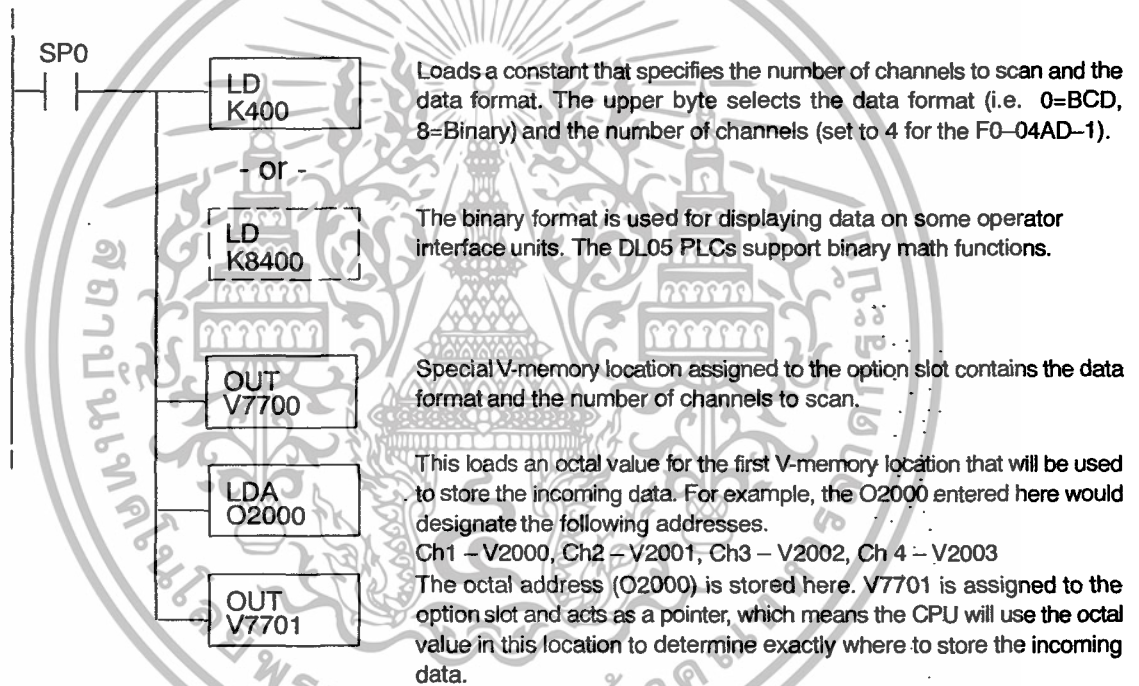 SP0
LD
K400
Loads a constant that specifies the number of channels to scan and the
data format. The upper byte selects the data format (i.e. 0=BCD,
8=Binary) and the number of channels (set to 4 for the F0–04AD–1).
- or -
LD
K8400
The binary format is used for displaying data on some operator
interface units. The DL05 PLCs support binary math functions.
OUT
V7700
Special V-memory location assigned to the option slot contains the data
format and the number of channels to scan.
LDA
O2000
This loads an octal value for the first V-memory location that will be used
to store the incoming data. For example, the O2000 entered here would
designate the following addresses.
Ch1 – V2000, Ch2 – V2001, Ch3 – V2002, Ch 4 – V2003
OUT
V7701
The octal address (O2000) is stored here. V7701 is assigned to the
option slot and acts as a pointer, which means the CPU will use the octal
value in this location to determine exactly where to store the incoming
data.